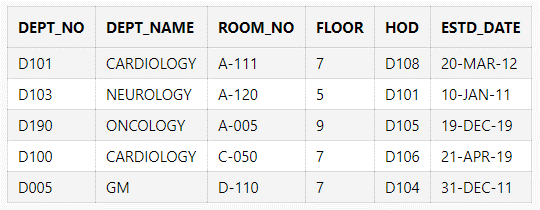 DEPT_NO DEPT_NAME ROOM_NO FLOOR HOD ESTD_DATE
D101 CARDIOLOGY A-111 7 D108 20-MAR-12
D103 NEUROLOGY A-120 5 D101 10-JAN-11
D190 ONCOLOGY A-005 9 D105 19-DEC-19
D100 CARDIOLOGY C-050 7 D106 21-APR-19
D005 GM D-110 7 D104 31-DEC-11